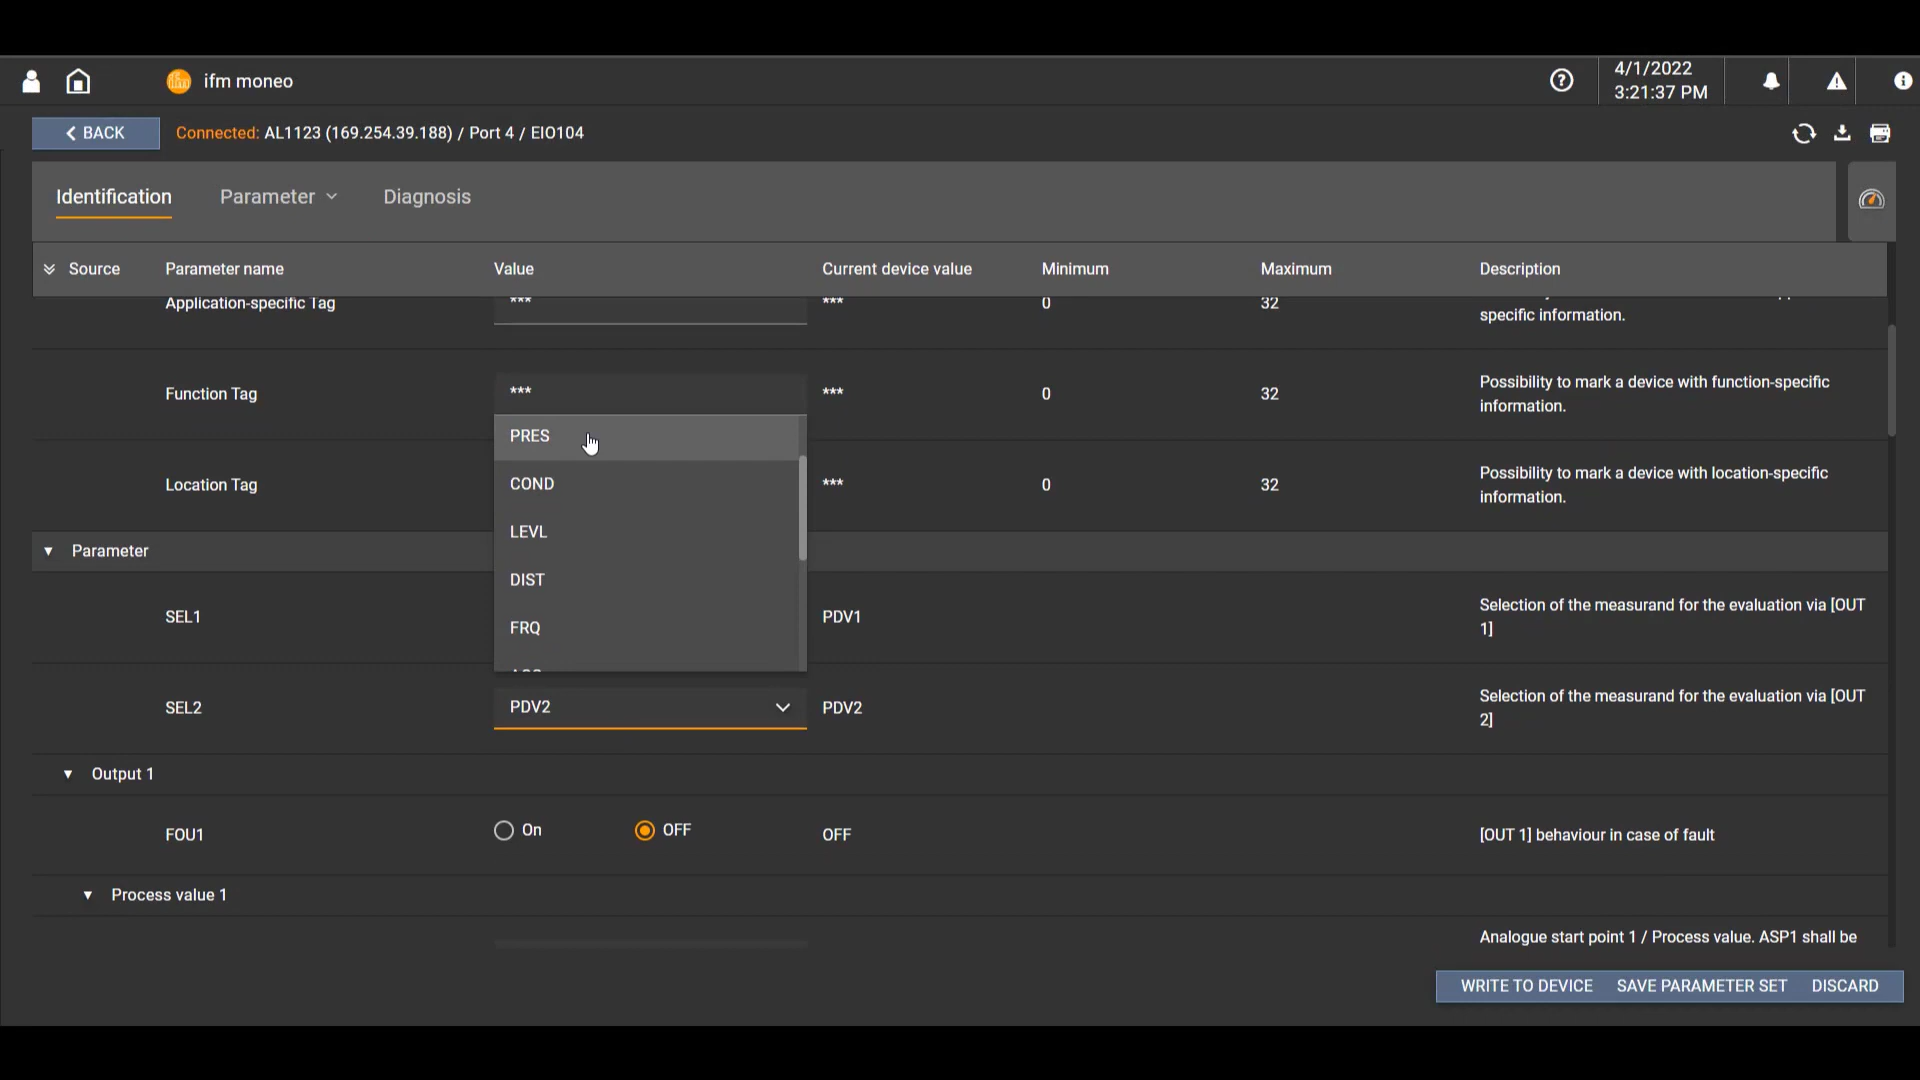 ifm moneo
4/1/2022
3:21:37 PM
BACK
Connected: AL1123 (169.254.39.188) / Port 4 / EIO104
Identification
Parameter
Diagnosis
Source
Parameter name
Value
Current device value
Minimum
Maximum
Description
Application-specific Tag
***
***
0
32
specific information.
Function Tag
***
***
0
32
Possibility to mark a device with function-specific
information.
PRES
COND
LEVL
DIST
FRQ
Location Tag
***
0
32
Possibility to mark a device with location-specific
information.
Parameter
SEL1
PDV1
Selection of the measurand for the evaluation via [OUT
1]
SEL2
PDV2
PDV2
Selection of the measurand for the evaluation via [OUT
2]
Output 1
FOU1
On
OFF
OFF
[OUT 1] behaviour in case of fault
Process value 1
Analogue start point 1 / Process value. ASP1 shall be
WRITE TO DEVICE
SAVE PARAMETER SET
DISCARD